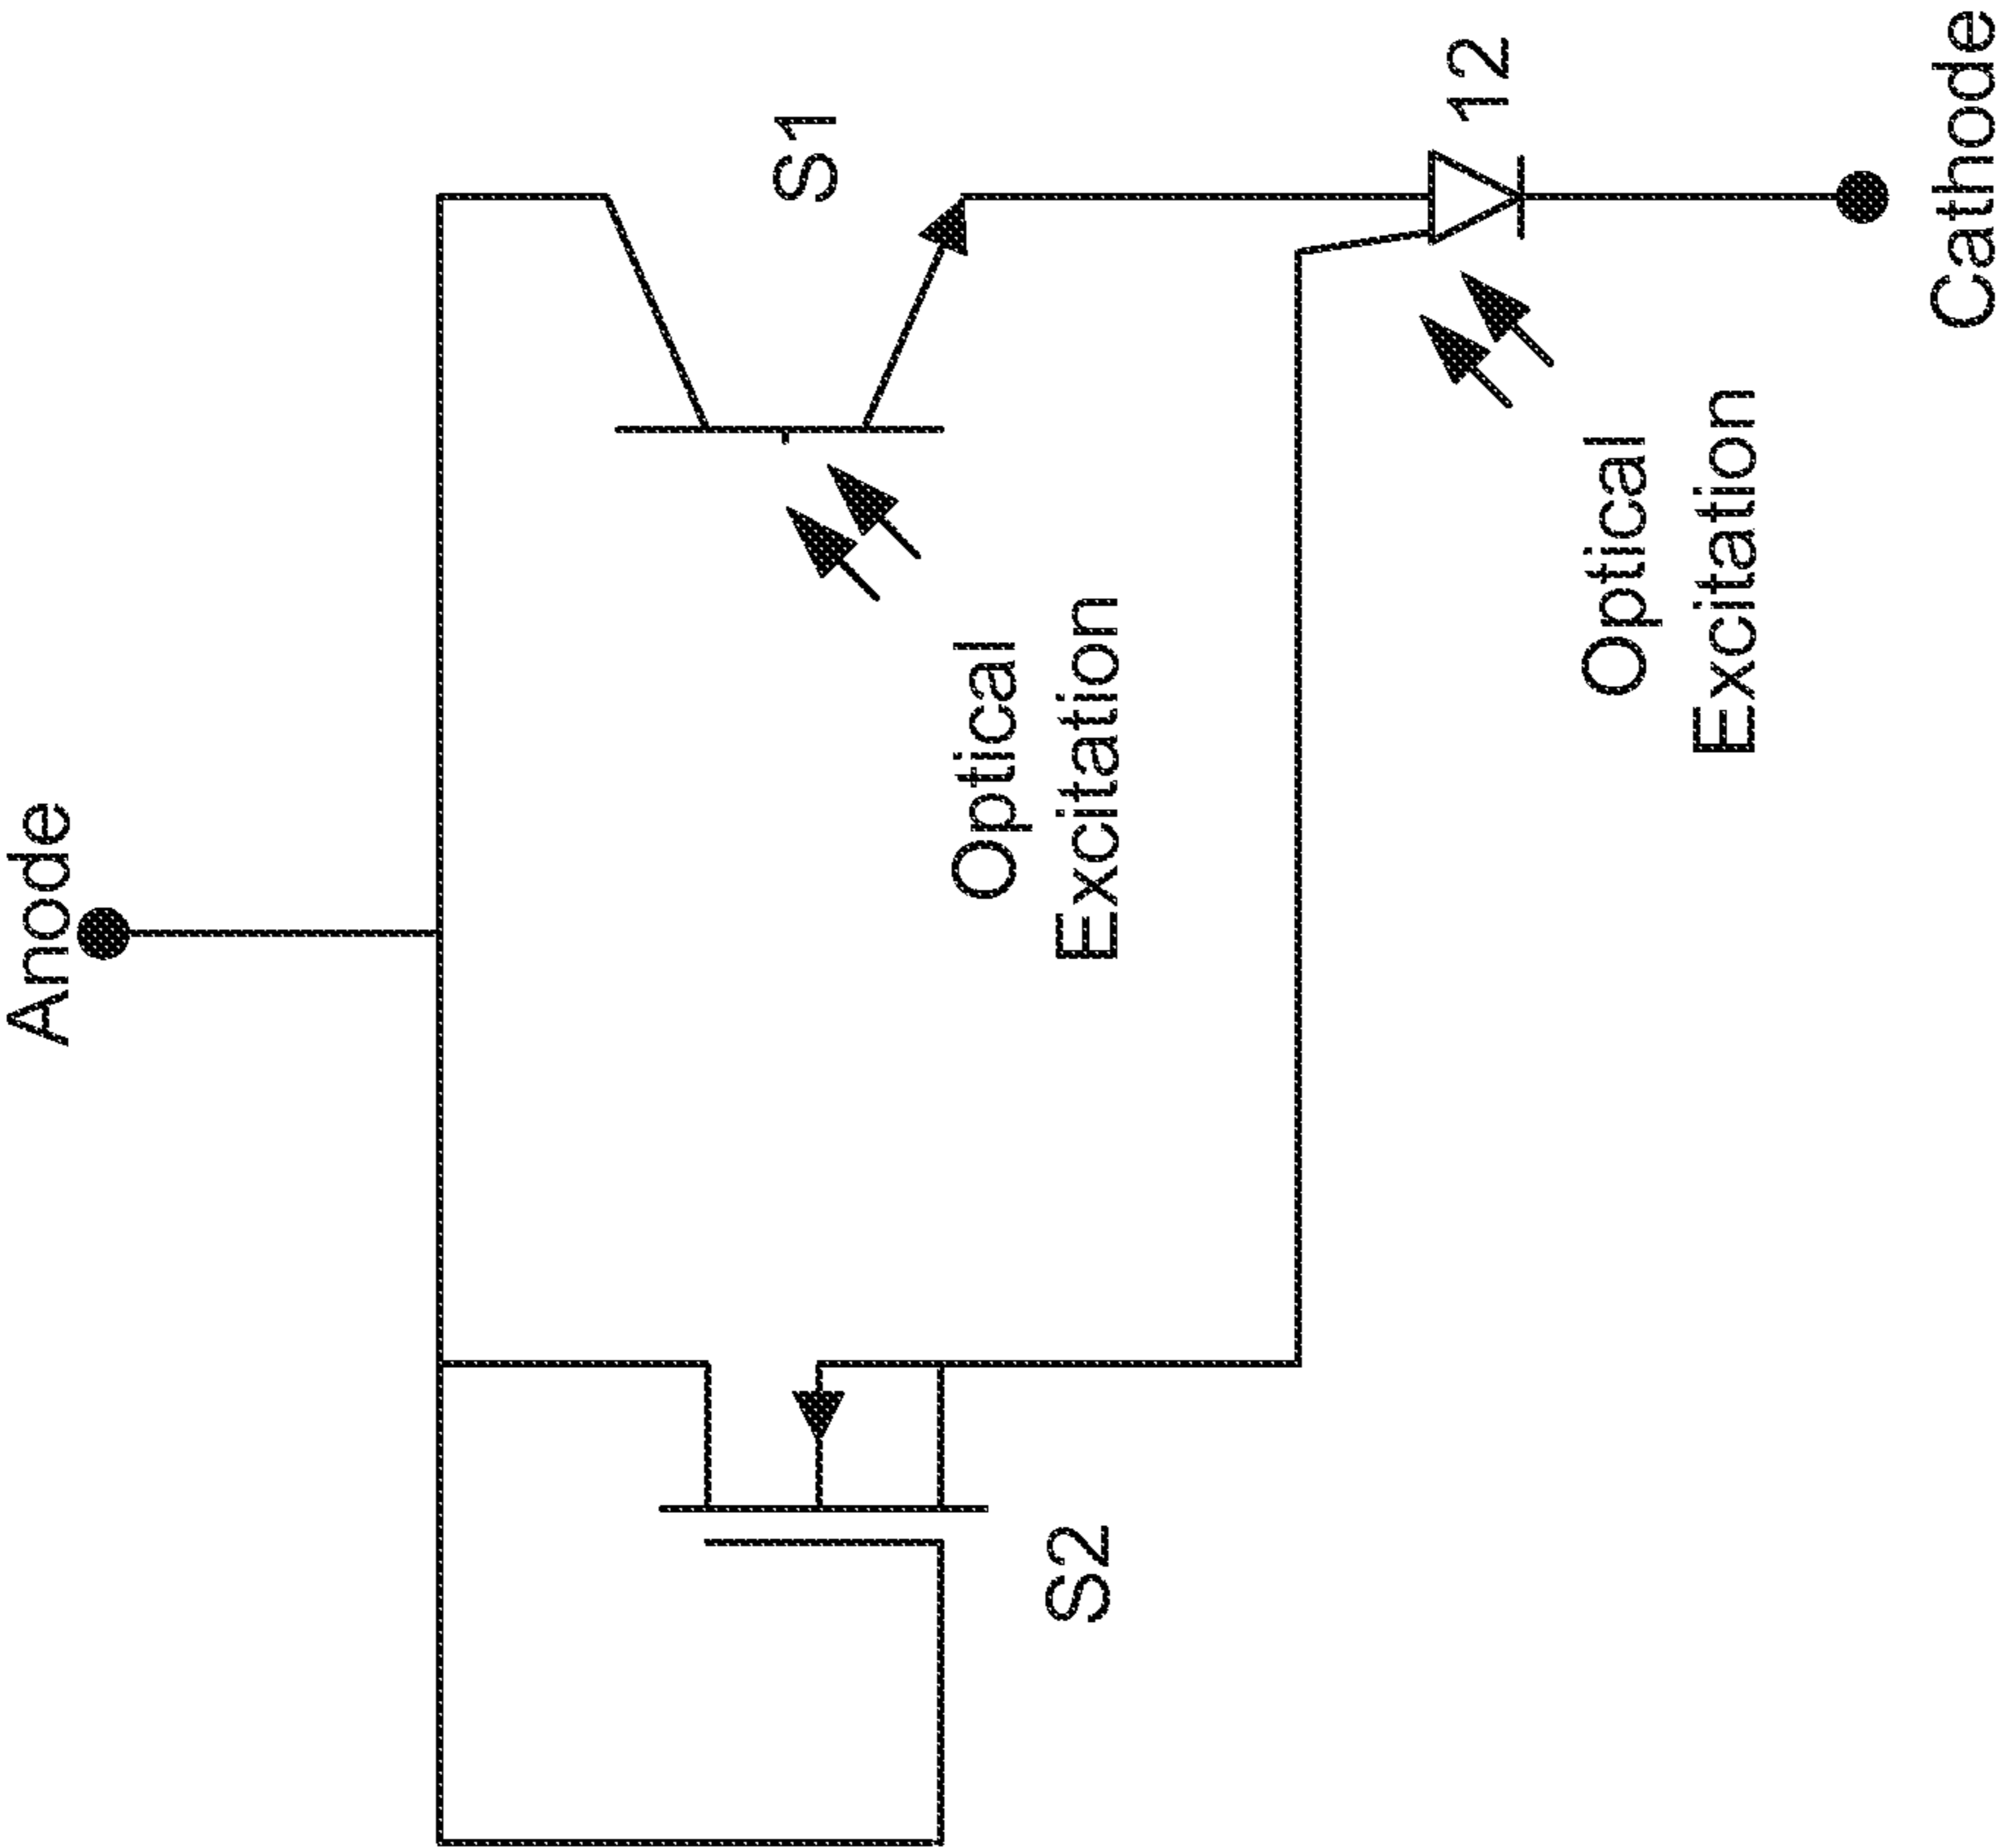 Anode
S1
Optical
Excitation
S2
12
Optical
Excitation
Cathode